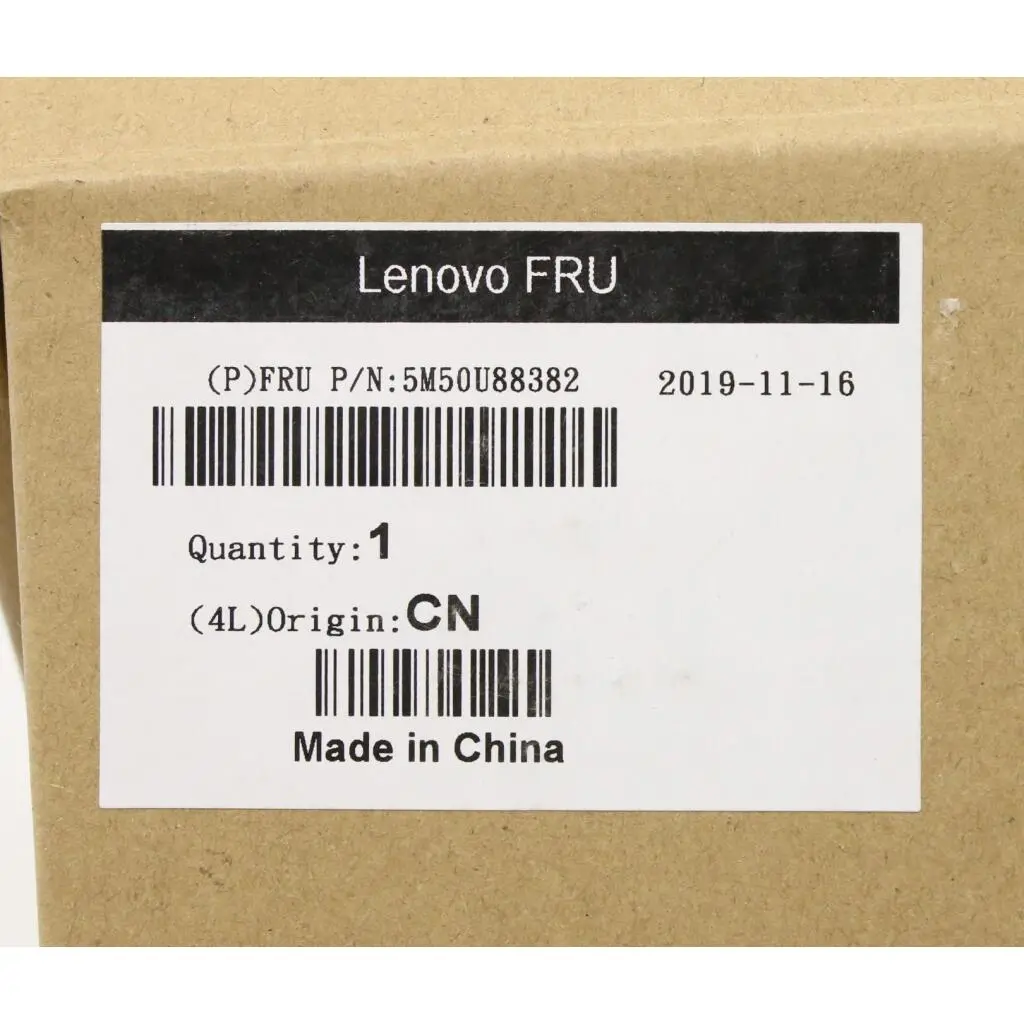 Lenovo FRU
(P)FRU P/N:5M50U88382 2019-11-16
Quantity:1
(4L)Origin:CN
Made in China